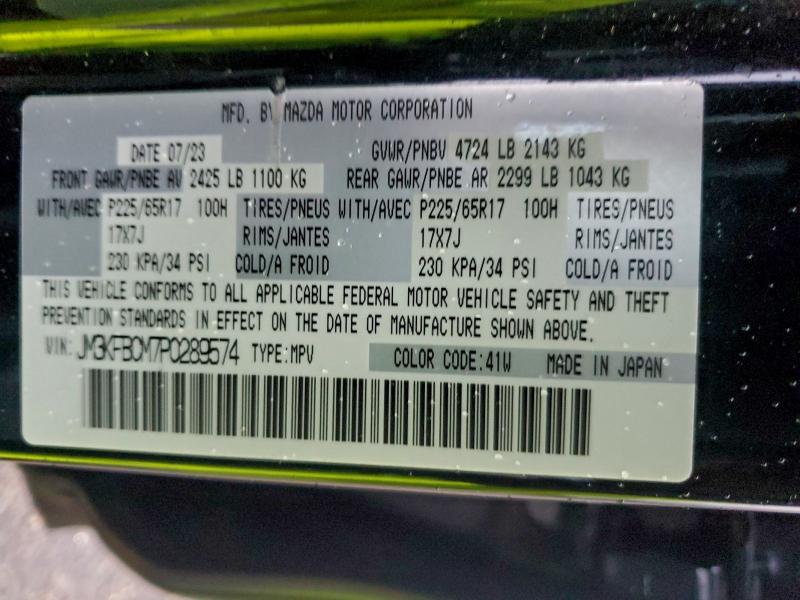 MFD. BY MAZDA MOTOR CORPORATION
DATE 07/23 GVWR/PNBV 4724 LB 2143 KG
FRONT GAWR/PNBE AV 2425 LB 1100 KG REAR GAWR/PNBE AR 2299 LB 1043 KG
WITH/AVEC P225/65R17 100H TIRES/PNEUS WITH/AVEC P225/65R17 100H TIRES/PNEUS
17X7J RIMS/JANTES 17X7J RIMS/JANTES
230 KPA/34 PSI COLD/A FROID 230 KPA/34 PSI COLD/A FROID
THIS VEHICLE CONFORMS TO ALL APPLICABLE FEDERAL MOTOR VEHICLE SAFETY AND THEFT
PREVENTION STANDARDS IN EFFECT ON THE DATE OF MANUFACTURE SHOWN ABOVE.
VIN: JM3KFBCM7P0289574 TYPE:MPV COLOR CODE:41W MADE IN JAPAN